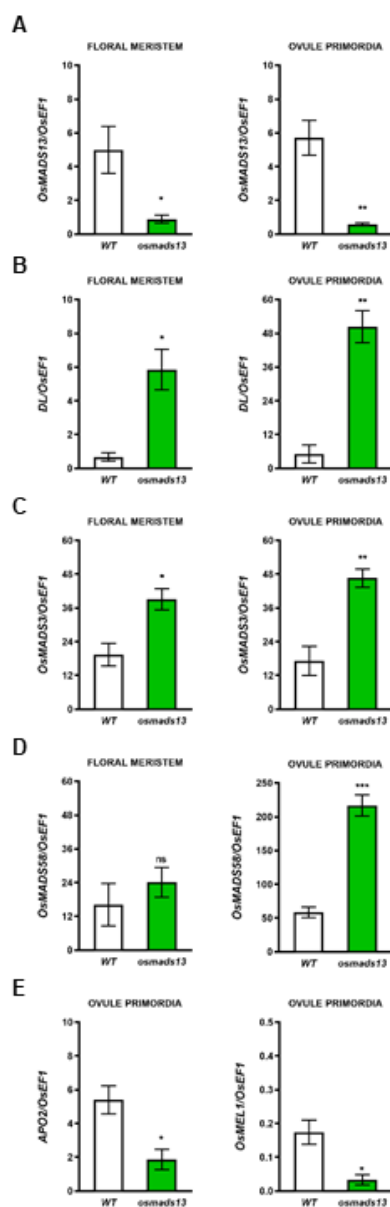 A
FLORAL MERISTEM
OVULE PRIMORDIA
OsMADS13/OsEF1
10
8
6
4
2
0
*
WT
osmads13
OsMADS13/OsEF1
10
8
6
4
2
0
**
WT
osmads13
B
FLORAL MERISTEM
OVULE PRIMORDIA
DL/OsEF1
10
8
6
4
2
0
*
WT
osmads13
DL/OsEF1
60
48
36
24
12
0
**
WT
osmads13
C
FLORAL MERISTEM
OVULE PRIMORDIA
OsMADS3/OsEF1
60
48
36
24
12
0
*
WT
osmads13
OsMADS3/OsEF1
60
48
36
24
12
0
**
WT
osmads13
D
FLORAL MERISTEM
OVULE PRIMORDIA
OsMADS58/OsEF1
60
48
36
24
12
0
ns
WT
osmads13
OsMADS58/OsEF1
250
200
150
100
50
0
***
WT
osmads13
E
OVULE PRIMORDIA
OVULE PRIMORDIA
APO2/OsEF1
10
8
6
4
2
0
*
WT
osmads13
OsMEL1/OsEF1
0.5
0.4
0.3
0.2
0.1
0.0
*
WT
osmads13